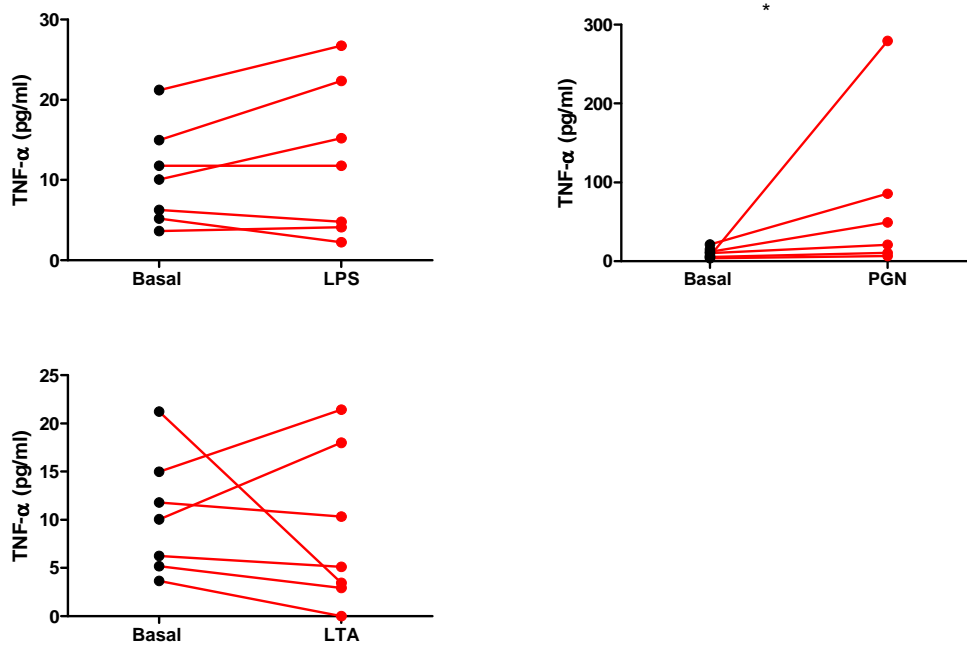 30
20
10
0
TNF-α (pg/ml)
Basal
LPS
*
300
200
100
0
TNF-α (pg/ml)
Basal
PGN
25
20
15
10
5
0
TNF-α (pg/ml)
Basal
LTA